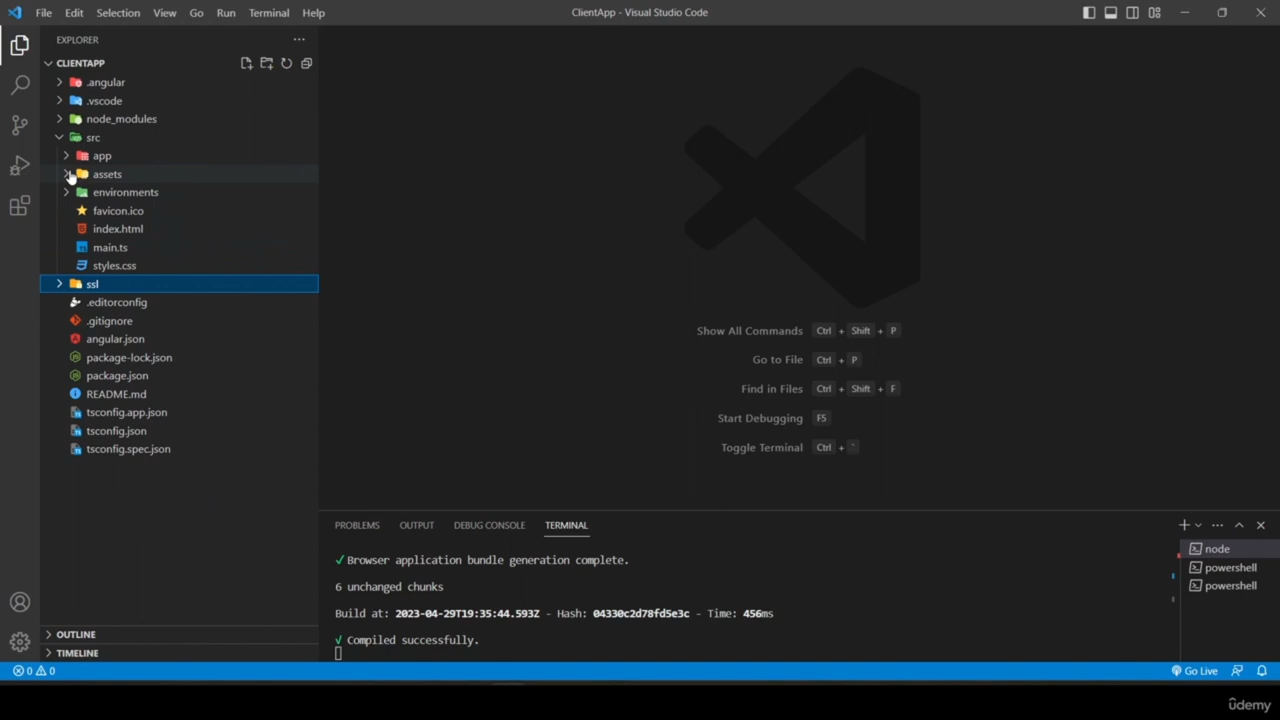 File Edit Selection View Go Run Terminal Help
ClientApp - Visual Studio Code
EXPLORER
CLIENTAPP
.angular
.vscode
node_modules
src
app
assets
environments
favicon.ico
index.html
main.ts
styles.css
ssl
.editorconfig
.gitignore
angular.json
package-lock.json
package.json
README.md
tsconfig.app.json
tsconfig.json
tsconfig.spec.json
OUTLINE
TIMELINE
Show All Commands Ctrl + Shift + P
Go to File Ctrl + P
Find in Files Ctrl + Shift + F
Start Debugging F5
Toggle Terminal Ctrl + `
PROBLEMS OUTPUT DEBUG CONSOLE TERMINAL
✓ Browser application bundle generation complete.
6 unchanged chunks
Build at: 2023-04-29T19:35:44.593Z - Hash: 04330c2d78fd5e3c - Time: 456ms
✓ Compiled successfully.
node
powershell
powershell
0 0
Go Live
ûdemy